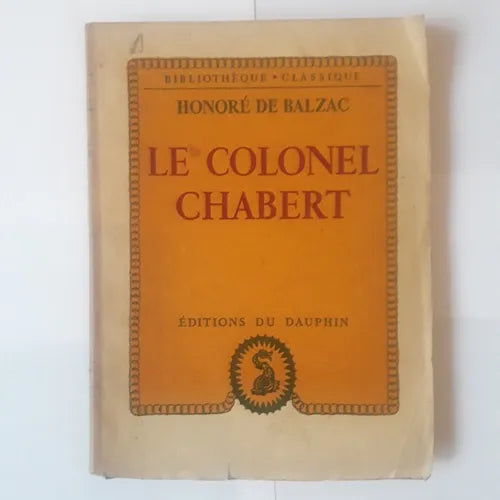 BIBLIOTHÈQUE • CLASSIQUE
HONORÉ DE BALZAC
LE COLONEL
CHABERT
ÉDITIONS DU DAUPHIN